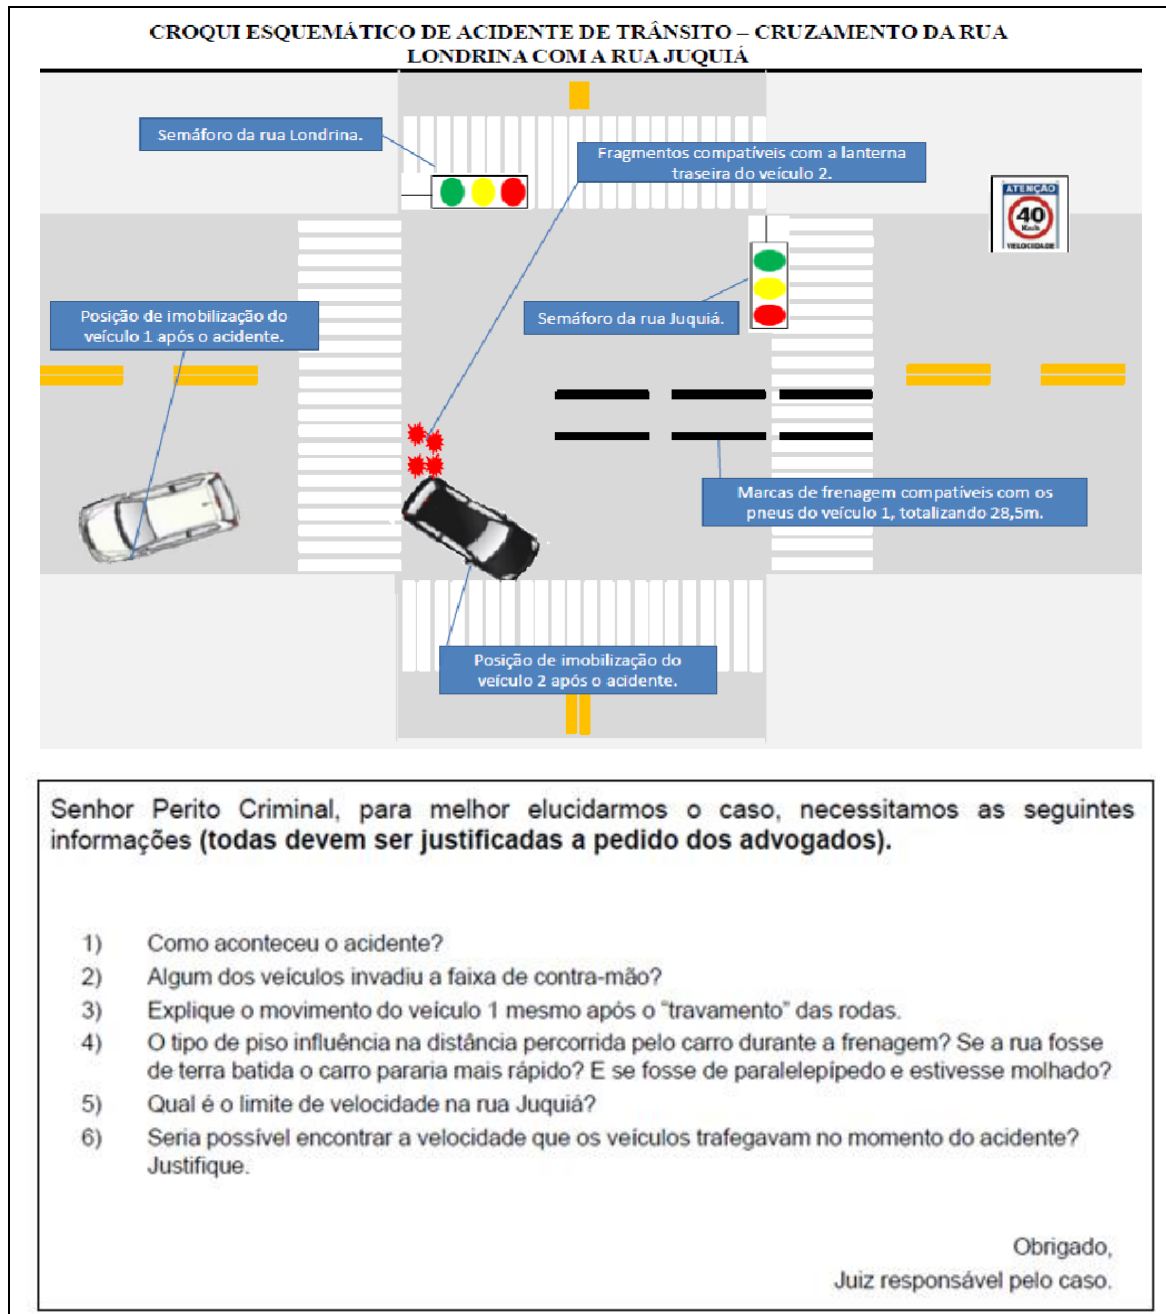 CROQUI ESQUEMÁTICO DE ACIDENTE DE TRÂNSITO – CRUZAMENTO DA RUA
LONDRINA COM A RUA JUQUIÁ
Semáforo da rua Londrina.
Fragmentos compatíveis com a lanterna
traseira do veículo 2.
ATENÇÃO
40
Km/h
VELOCIDADE
Posição de imobilização do
veículo 1 após o acidente.
Semáforo da rua Juquiá.
Marcas de frenagem compatíveis com os
pneus do veículo 1, totalizando 28,5m.
Posição de imobilização do
veículo 2 após o acidente.
Senhor Perito Criminal, para melhor elucidarmos o caso, necessitamos as seguintes
informações (todas devem ser justificadas a pedido dos advogados).
1) Como aconteceu o acidente?
2) Algum dos veículos invadiu a faixa de contra-mão?
3) Explique o movimento do veículo 1 mesmo após o “travamento” das rodas.
4) O tipo de piso influência na distância percorrida pelo carro durante a frenagem? Se a rua fosse
de terra batida o carro pararia mais rápido? E se fosse de paralelepípedo e estivesse molhado?
5) Qual é o limite de velocidade na rua Juquiá?
6) Seria possível encontrar a velocidade que os veículos trafegavam no momento do acidente?
Justifique.
Obrigado,
Juiz responsável pelo caso.